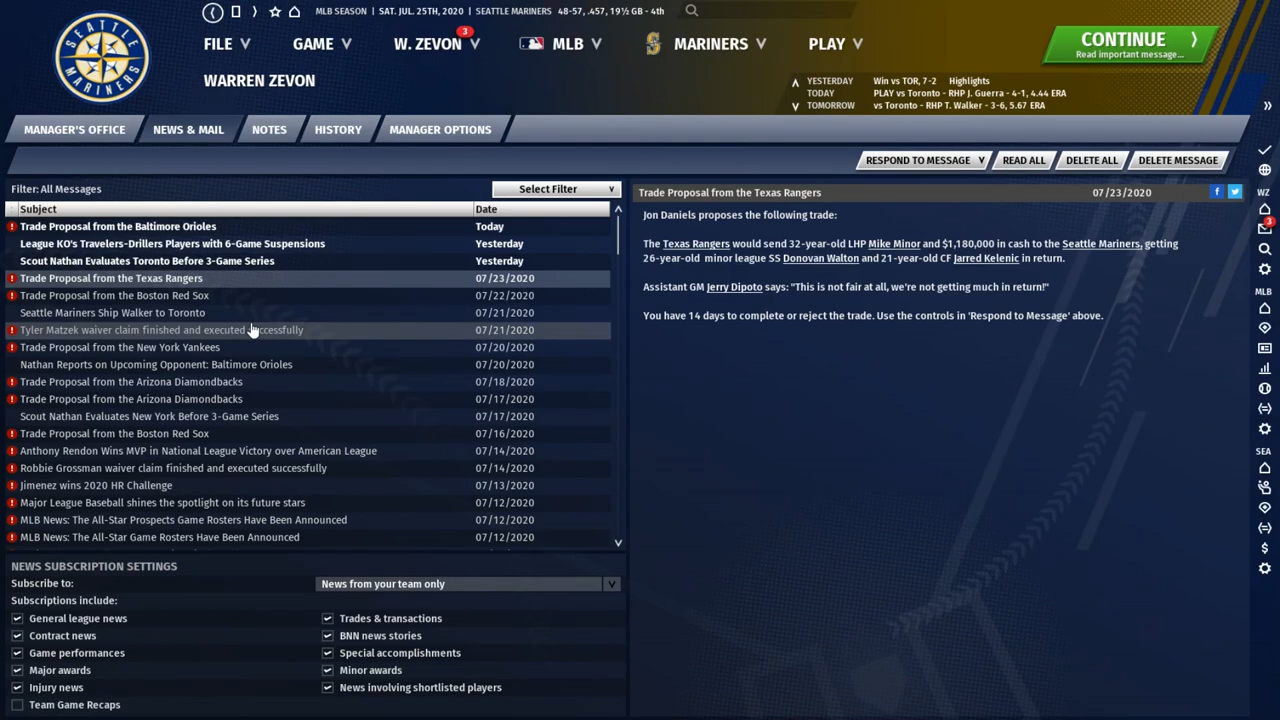 MLB SEASON | SAT. JUL. 25TH, 2020 | SEATTLE MARINERS 48-57, .457, 19½ GB - 4th
SEATTLE
MARINERS
FILE
GAME
W. ZEVON
3
MLB
MARINERS
PLAY
CONTINUE
Read important message...
WARREN ZEVON
YESTERDAY Win vs TOR, 7-2 Highlights
TODAY PLAY vs Toronto - RHP J. Guerra - 4-1, 4.44 ERA
TOMORROW vs Toronto - RHP T. Walker - 3-6, 5.67 ERA
MANAGER'S OFFICE
NEWS & MAIL
NOTES
HISTORY
MANAGER OPTIONS
RESPOND TO MESSAGE
READ ALL
DELETE ALL
DELETE MESSAGE
Filter: All Messages
Select Filter
Subject Date
Trade Proposal from the Baltimore Orioles Today
League KO's Travelers-Drillers Players with 6-Game Suspensions Yesterday
Scout Nathan Evaluates Toronto Before 3-Game Series Yesterday
Trade Proposal from the Texas Rangers 07/23/2020
Trade Proposal from the Boston Red Sox 07/22/2020
Seattle Mariners Ship Walker to Toronto 07/21/2020
Tyler Matzek waiver claim finished and executed successfully 07/21/2020
Trade Proposal from the New York Yankees 07/20/2020
Nathan Reports on Upcoming Opponent: Baltimore Orioles 07/20/2020
Trade Proposal from the Arizona Diamondbacks 07/18/2020
Trade Proposal from the Arizona Diamondbacks 07/17/2020
Scout Nathan Evaluates New York Before 3-Game Series 07/17/2020
Trade Proposal from the Boston Red Sox 07/16/2020
Anthony Rendon Wins MVP in National League Victory over American League 07/14/2020
Robbie Grossman waiver claim finished and executed successfully 07/14/2020
Jimenez wins 2020 HR Challenge 07/13/2020
Major League Baseball shines the spotlight on its future stars 07/12/2020
MLB News: The All-Star Prospects Game Rosters Have Been Announced 07/12/2020
MLB News: The All-Star Game Rosters Have Been Announced 07/12/2020
Trade Proposal from the Texas Rangers 07/23/2020
Jon Daniels proposes the following trade:
The Texas Rangers would send 32-year-old LHP Mike Minor and $1,180,000 in cash to the Seattle Mariners, getting
26-year-old minor league SS Donovan Walton and 21-year-old CF Jarred Kelenic in return.
Assistant GM Jerry Dipoto says: "This is not fair at all, we're not getting much in return!"
You have 14 days to complete or reject the trade. Use the controls in 'Respond to Message' above.
NEWS SUBSCRIPTION SETTINGS
Subscribe to: News from your team only
Subscriptions include:
General league news Trades & transactions
Contract news BNN news stories
Game performances Special accomplishments
Major awards Minor awards
Injury news News involving shortlisted players
Team Game Recaps
WZ
3
MLB
SEA